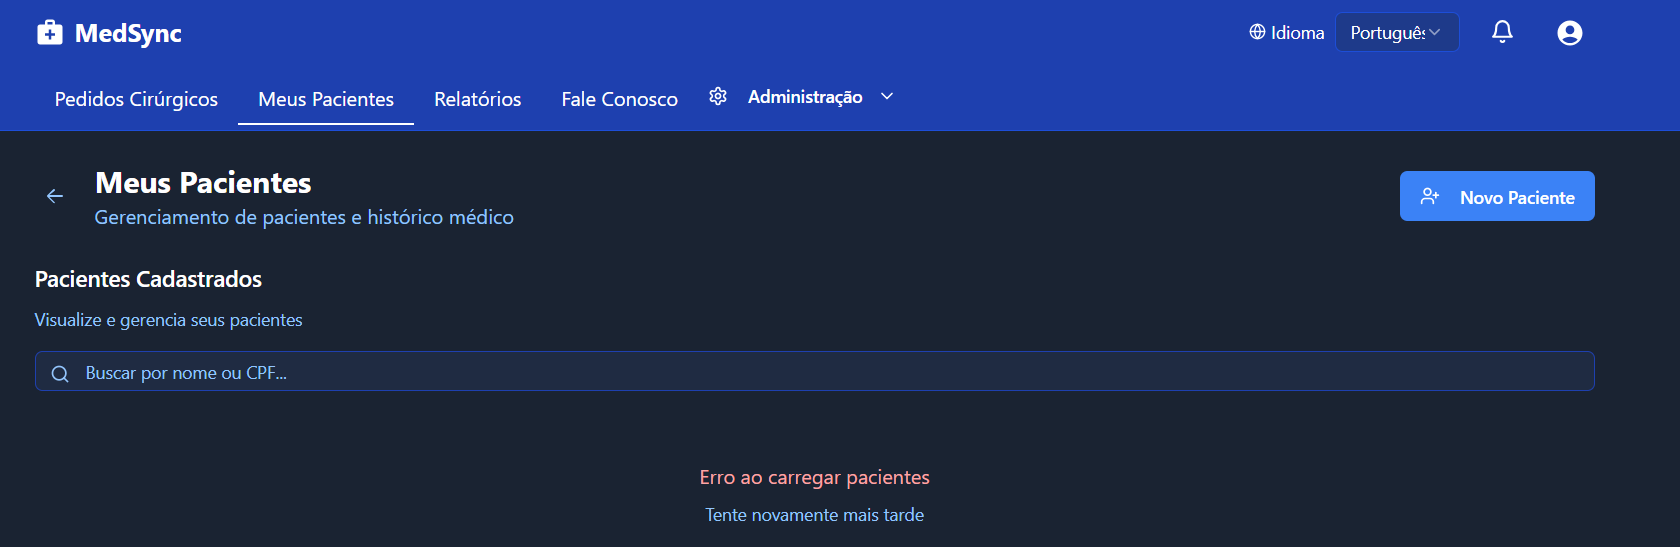 MedSync
Idioma
Português
Pedidos Cirúrgicos
Meus Pacientes
Relatórios
Fale Conosco
Administração
Meus Pacientes
Gerenciamento de pacientes e histórico médico
Novo Paciente
Pacientes Cadastrados
Visualize e gerencia seus pacientes
Buscar por nome ou CPF...
Erro ao carregar pacientes
Tente novamente mais tarde